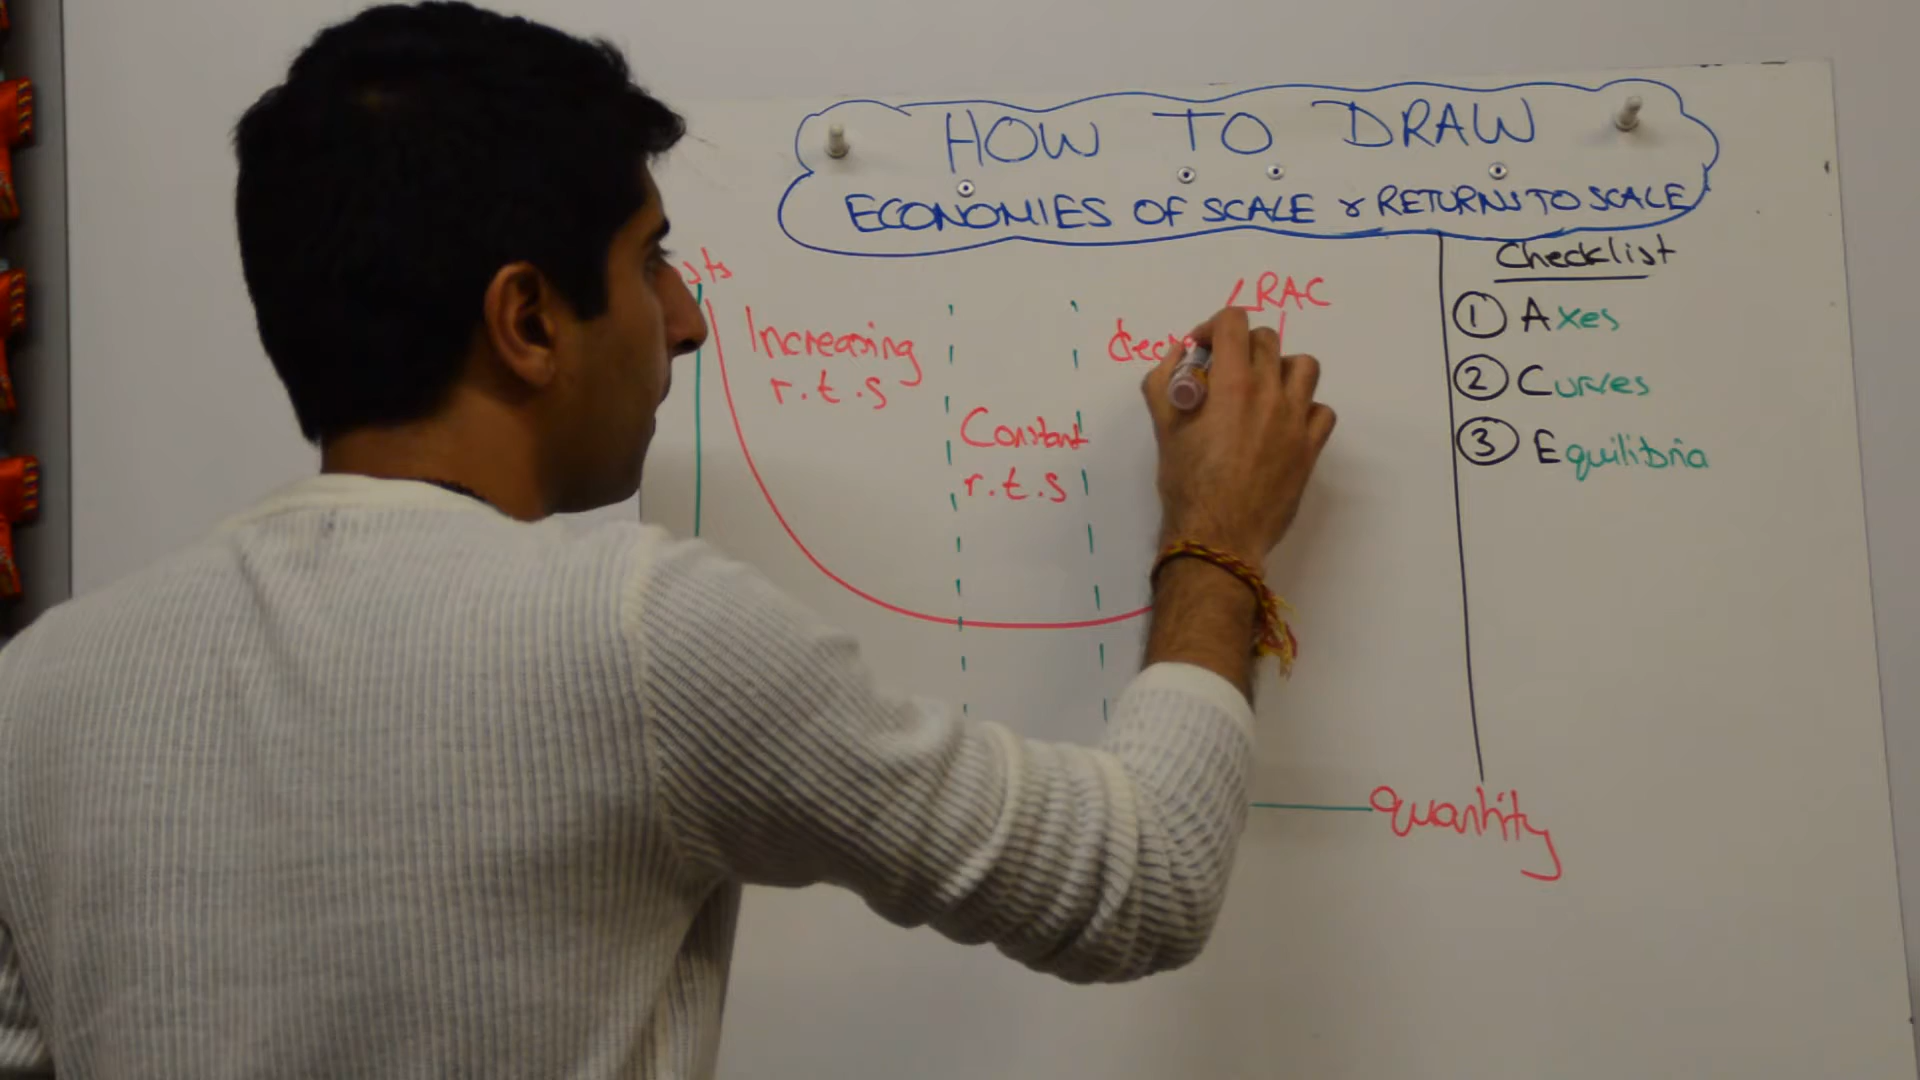 HOW TO DRAW
ECONOMIES OF SCALE & RETURNS TO SCALE
Checklist
① Axes
② Curves
③ Equilibria
LRAC
Increasing
r.t.s
Constant
r.t.s
quantity